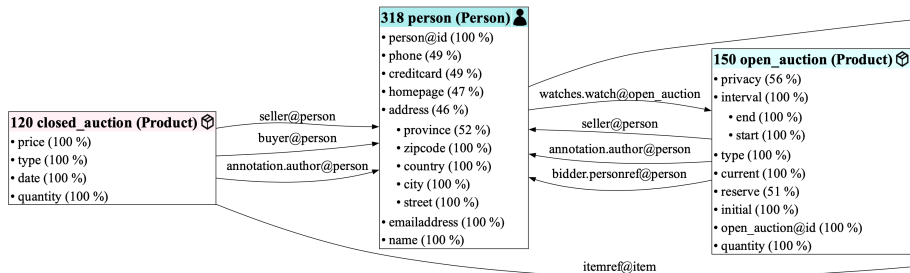 120 closed_auction (Product)
• price (100 %)
• type (100 %)
• date (100 %)
• quantity (100 %)
seller@person
buyer@person
annotation.author@person
318 person (Person)
• person@id (100 %)
• phone (49 %)
• creditcard (49 %)
• homepage (47 %)
• address (46 %)
• province (52 %)
• zipcode (100 %)
• country (100 %)
• city (100 %)
• street (100 %)
• emailaddress (100 %)
• name (100 %)
watches.watch@open_auction
seller@person
annotation.author@person
bidder.personref@person
150 open_auction (Product)
• privacy (56 %)
• interval (100 %)
• end (100 %)
• start (100 %)
• type (100 %)
• current (100 %)
• reserve (51 %)
• initial (100 %)
• open_auction@id (100 %)
• quantity (100 %)
itemref@item